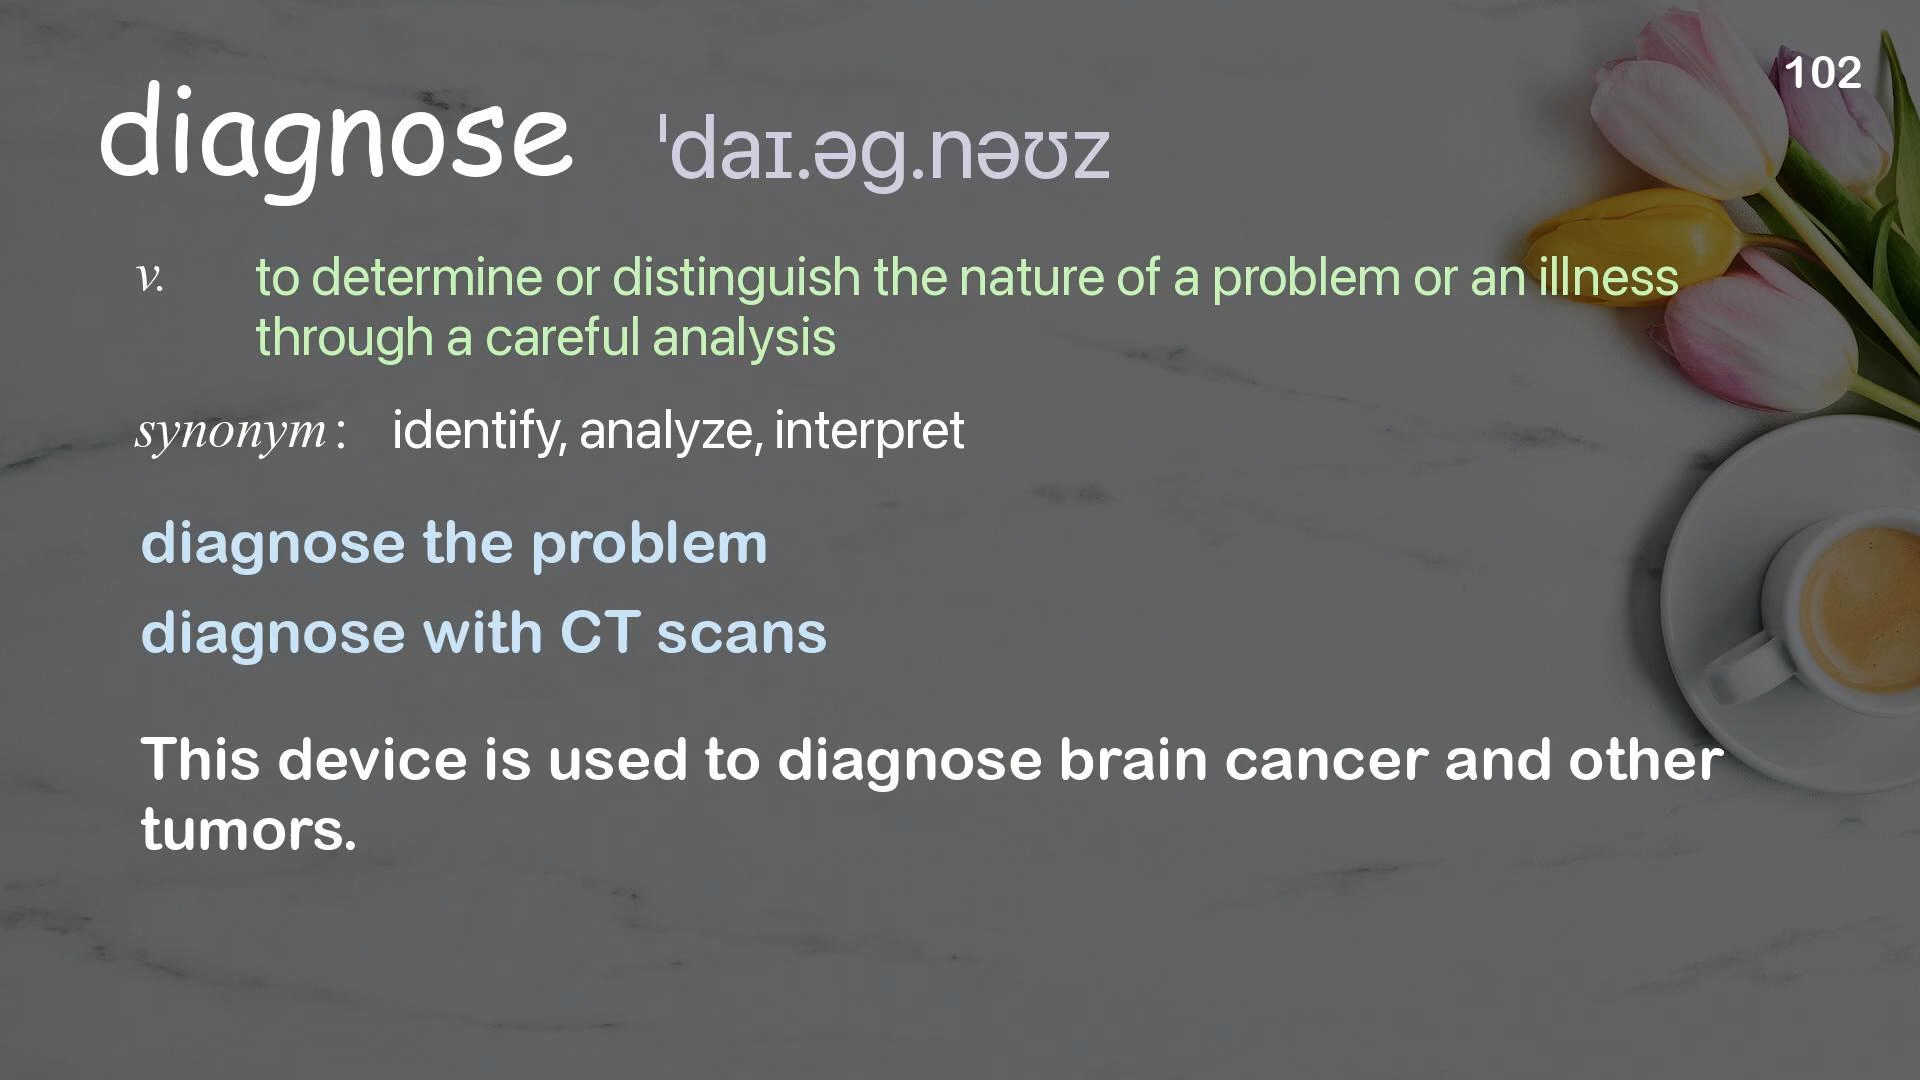 102
diagnose ˈdaɪ.əg.nəʊz
v. to determine or distinguish the nature of a problem or an illness
through a careful analysis
synonym: identify, analyze, interpret
diagnose the problem
diagnose with CT scans
This device is used to diagnose brain cancer and other
tumors.